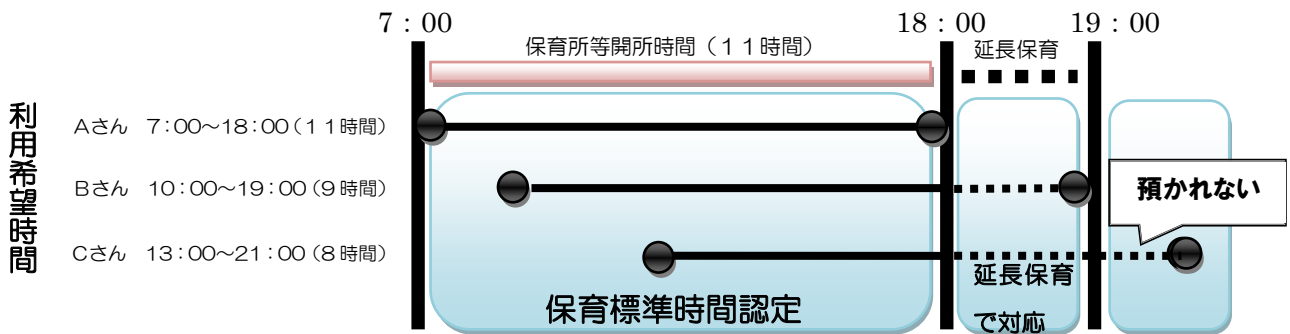 7：00
18：00
19：00
保育所等開所時間（１１時間）
延長保育
利用希望時間
Aさん　7:00～18:00(１１時間)
Bさん　10:00～19:00(9時間)
預かれない
Cさん　13:00～21:00(8時間)
延長保育
で対応
保育標準時間認定